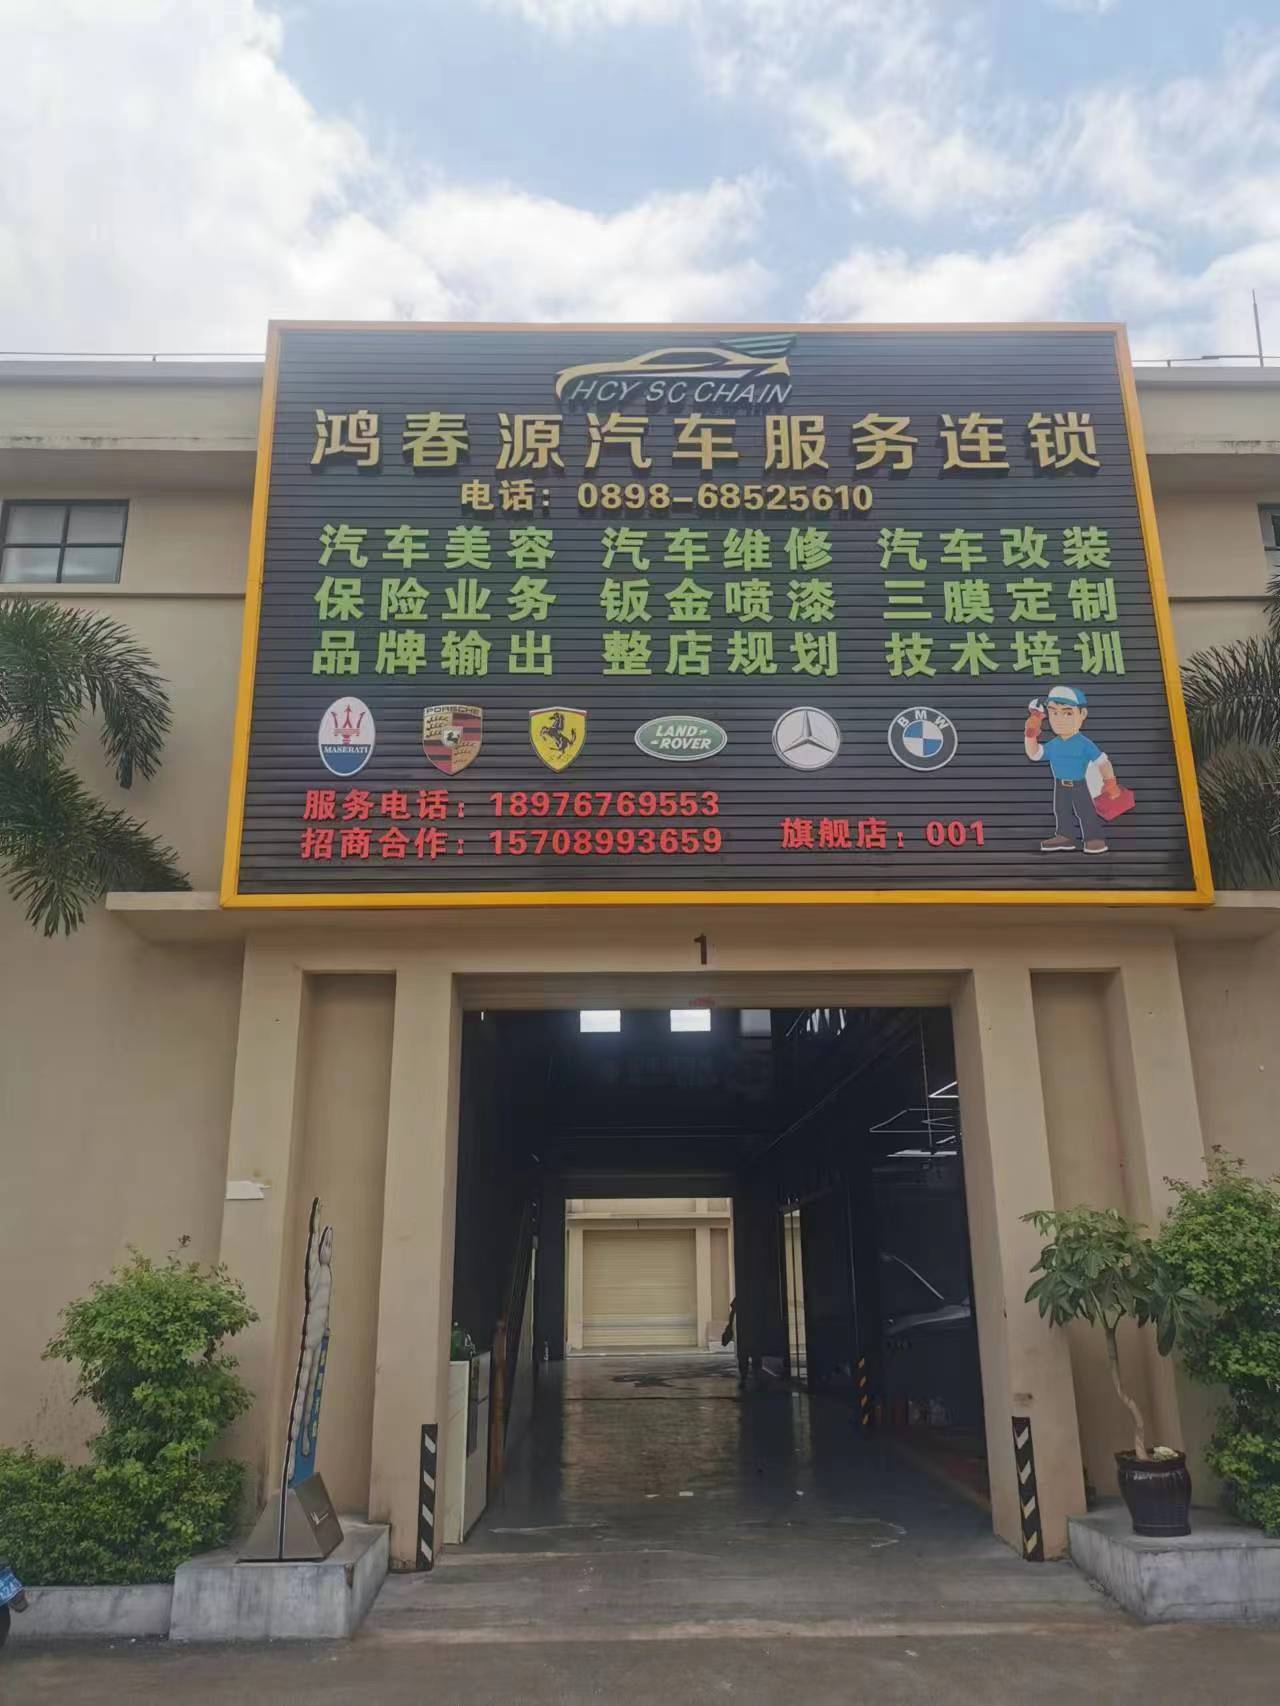 HCY SC CHAIN
鸿春源汽车服务连锁
电话：0898-68525610
汽车美容 汽车维修 汽车改装
保险业务 钣金喷漆 三膜定制
品牌输出 整店规划 技术培训
MASERATI PORSCHE LAND ROVER BMW
服务电话：18976769553
招商合作：15708993659 旗舰店：001
1